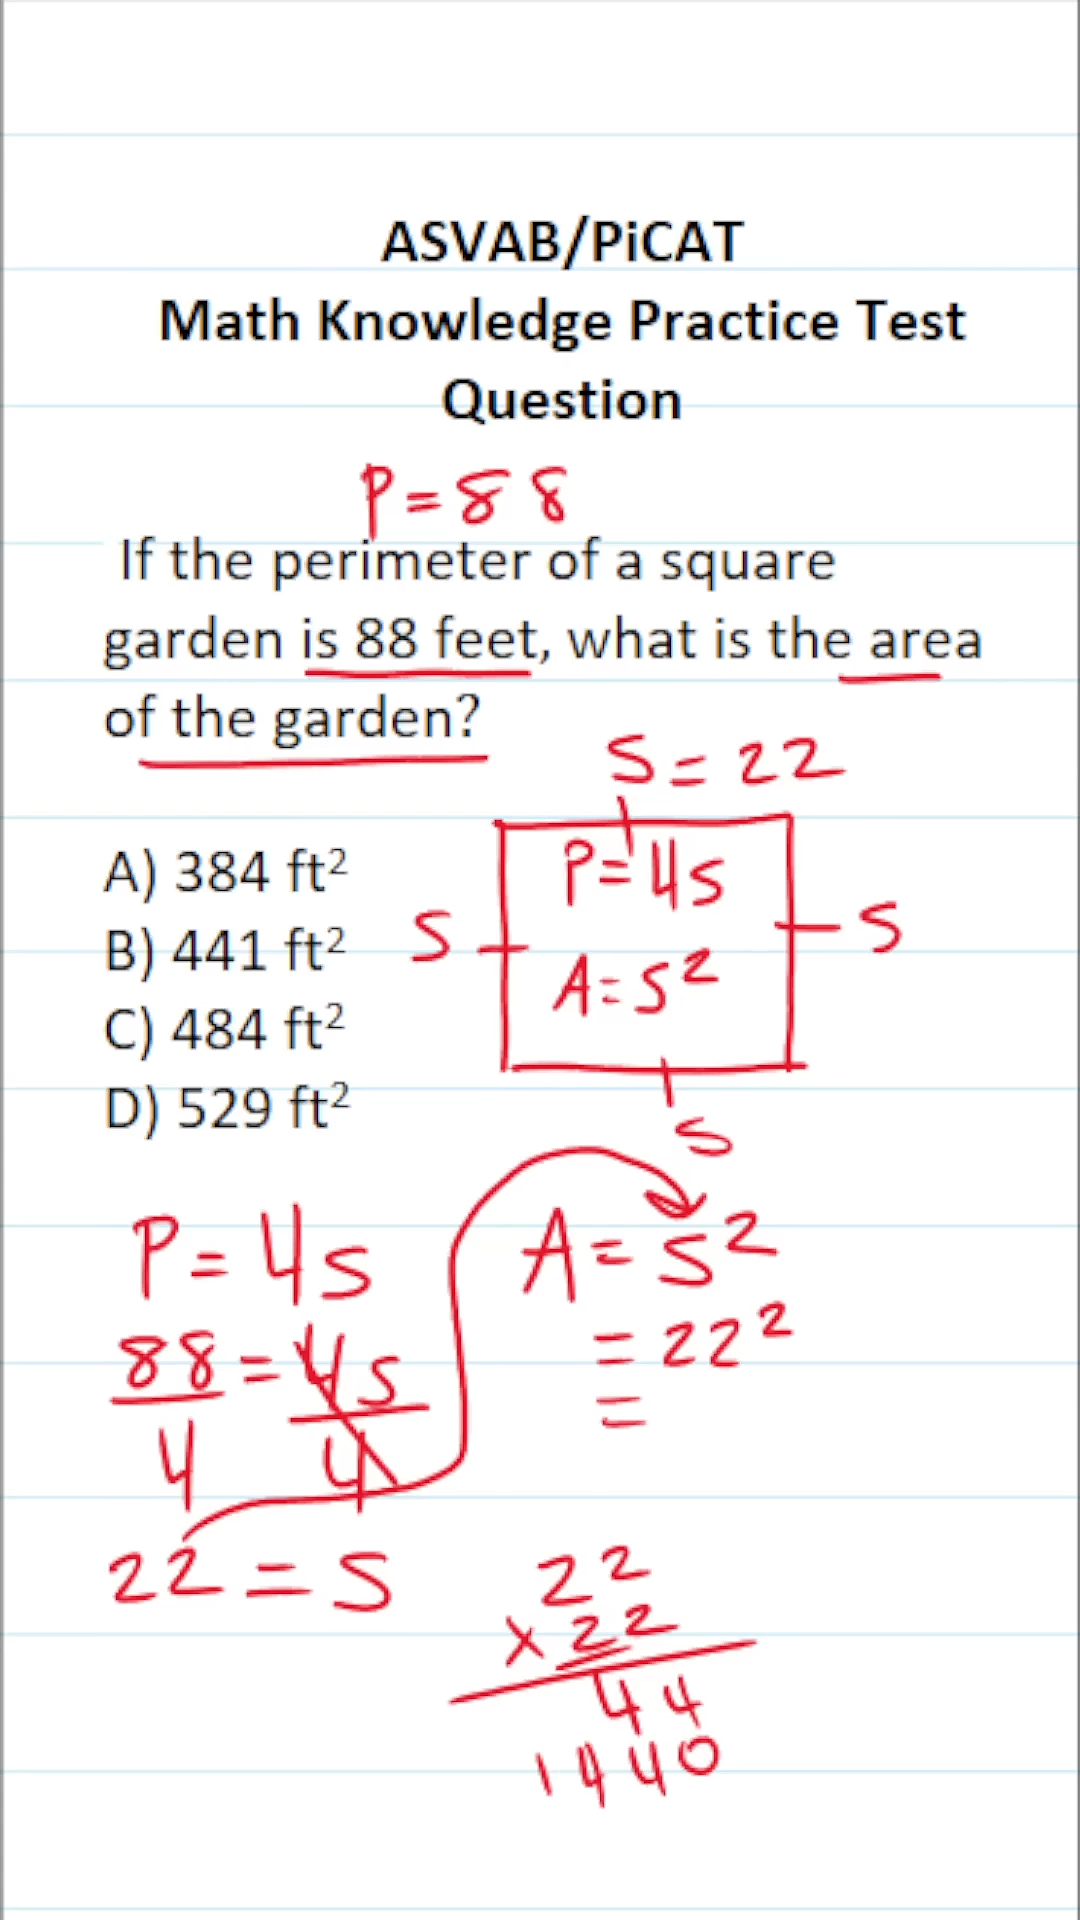 ASVAB/PiCAT
Math Knowledge Practice Test
Question
P = 88
If the perimeter of a square
garden is 88 feet, what is the area
of the garden?
S = 22
A) 384 ft²
B) 441 ft²
C) 484 ft²
D) 529 ft²
P = 4s
S
S
A = s²
S
P = 4s
88 = 4s
4 4
22 = S
A = s²
= 22²
=
22
x 22
44
1440